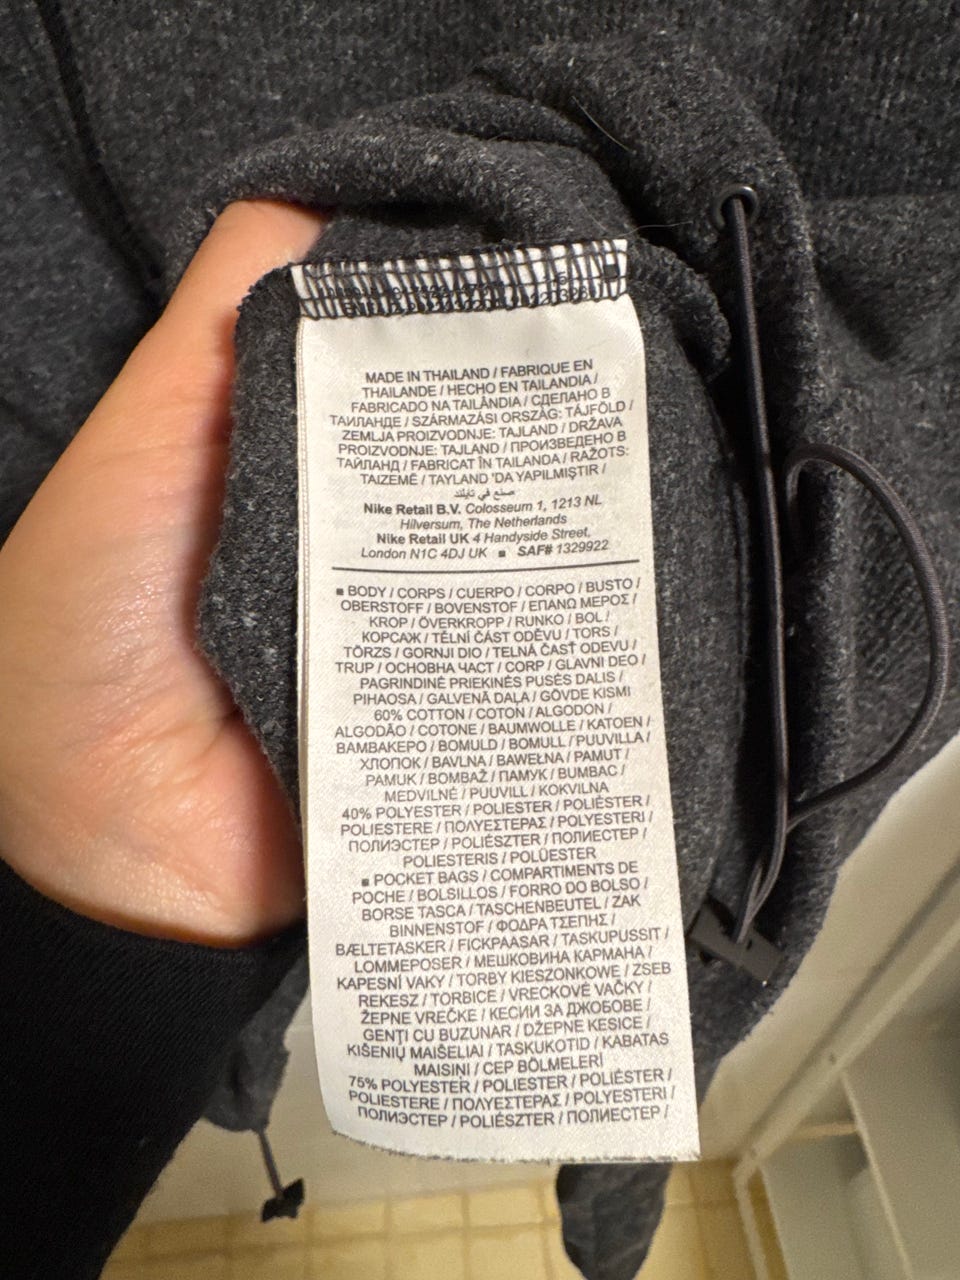 MADE IN THAILAND / FABRIQUE EN
THAILANDE / HECHO EN TAILANDIA /
FABRICADO NA TAILÂNDIA / СДЕЛАНО В
ТАИЛАНДЕ / SZÁRMAZÁSI ORSZÁG: TÁJFÖLD /
ZEMLJA PROIZVODNJE: TAJLAND / DRŽAVA
PROIZVODNJE: TAJLAND / ПРОИЗВЕДЕНО В
ТАЙЛАНД / FABRICAT ÎN TAILANDA / RAŽOTS:
TAIZEMĒ / TAYLAND 'DA YAPILMIŞTIR /
صنع في تايلند
Nike Retail B.V. Colosseum 1, 1213 NL
Hilversum, The Netherlands
Nike Retail UK 4 Handyside Street,
London N1C 4DJ UK ■ SAF# 1329922
■ BODY / CORPS / CUERPO / CORPO / BUSTO /
OBERSTOFF / BOVENSTOF / ΕΠΑΝΩ ΜΕΡΟΣ /
KROP / ÖVERKROPP / RUNKO / BOL /
КОРСАЖ / TĚLNÍ ČÁST ODĚVU / TORS /
TÖRZS / GORNJI DIO / TELNÁ ČASŤ ODEVU /
TRUP / ОСНОВНА ЧАСТ / CORP / GLAVNI DEO /
PAGRINDINĖ PRIEKINĖS PUSĖS DALIS /
PIHAOSA / GALVENĀ DAĻA / GÖVDE KISMI
60% COTTON / COTON / ALGODON /
ALGODÃO / COTONE / BAUMWOLLE / KATOEN /
ΒΑΜΒΑΚΕΡΟ / BOMULD / BOMULL / PUUVILLA /
ХЛОПОК / BAVLNA / BAWEŁNA / PAMUT /
PAMUK / BOMBAŽ / ПАМУК / BUMBAC /
MEDVILNĖ / PUUVILL / KOKVILNA
40% POLYESTER / POLIESTER / POLIÉSTER /
POLIESTERE / ΠΟΛΥΕΣΤΕΡΑΣ / POLYESTERI /
ПОЛИЭСТЕР / POLIÉSZTER / ПОЛИЕСТЕР /
POLIESTERIS / POLÜESTER
■ POCKET BAGS / COMPARTIMENTS DE
POCHE / BOLSILLOS / FORRO DO BOLSO /
BORSE TASCA / TASCHENBEUTEL / ZAK
BINNENSTOF / ΦΟΔΡΑ ΤΣΕΠΗΣ /
BÆLTETASKER / FICKPAASAR / TASKUPUSSIT /
LOMMEPOSER / МЕШКОВИНА КАРМАНА /
KAPESNÍ VAKY / TORBY KIESZONKOWE / ZSEB
REKESZ / TORBICE / VRECKOVÉ VAČKY /
ŽEPNE VREČKE / КЕСИИ ЗА ДЖОБОВЕ /
GENȚI CU BUZUNAR / DŽEPNE KESICE /
KIŠENIŲ MAIŠELIAI / TASKUKOTID / KABATAS
MAISIŅI / CEP BÖLMELERİ
75% POLYESTER / POLIESTER / POLIÉSTER /
POLIESTERE / ΠΟΛΥΕΣΤΕΡΑΣ / POLYESTERI /
ПОЛИЭСТЕР / POLIÉSZTER / ПОЛИЕСТЕР /